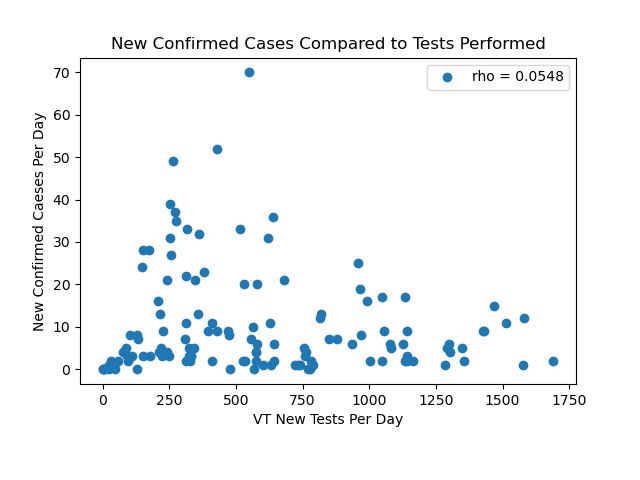 New Confirmed Cases Compared to Tests Performed
rho = 0.0548
New Confirmed Caeses Per Day
70
60
50
40
30
20
10
0
0 250 500 750 1000 1250 1500 1750
VT New Tests Per Day